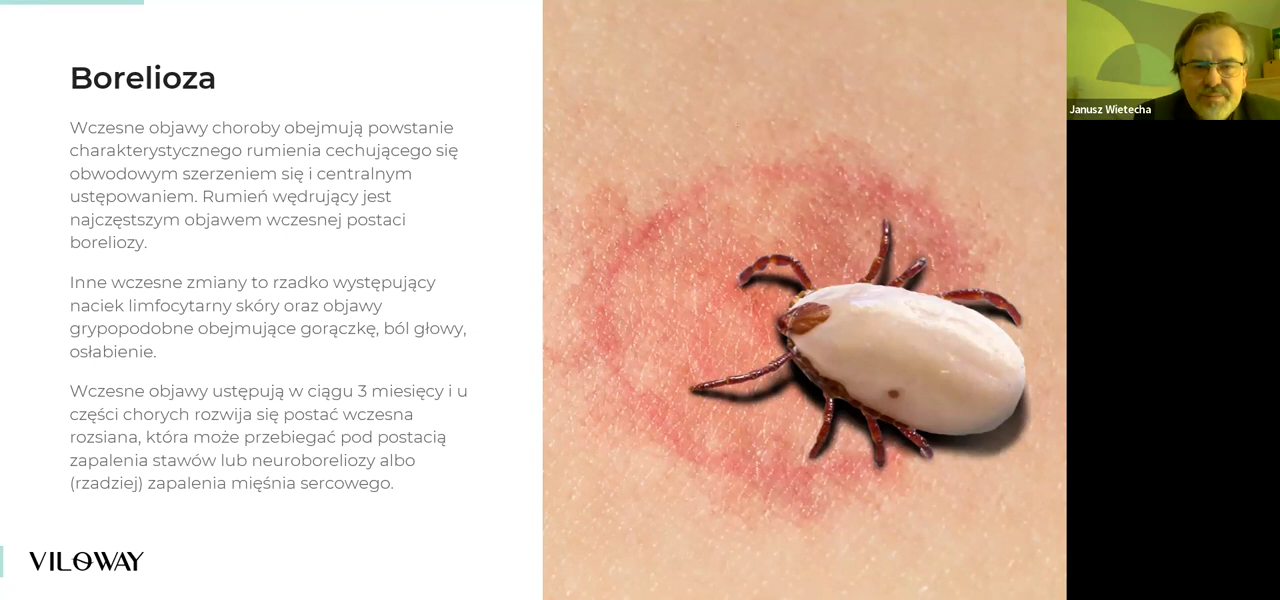 Borelioza
Wczesne objawy choroby obejmują powstanie
charakterystycznego rumienia cechującego się
obwodowym szerzeniem się i centralnym
ustępowaniem. Rumień wędrujący jest
najczęstszym objawem wczesnej postaci
boreliozy.
Inne wczesne zmiany to rzadko występujący
naciek limfocytarny skóry oraz objawy
grypopodobne obejmujące gorączkę, ból głowy,
osłabienie.
Wczesne objawy ustępują w ciągu 3 miesięcy i u
części chorych rozwija się postać wczesna
rozsiana, która może przebiegać pod postacią
zapalenia stawów lub neuroboreliozy albo
(rzadziej) zapalenia mięśnia sercowego.
VILOWAY
Janusz Wietecha